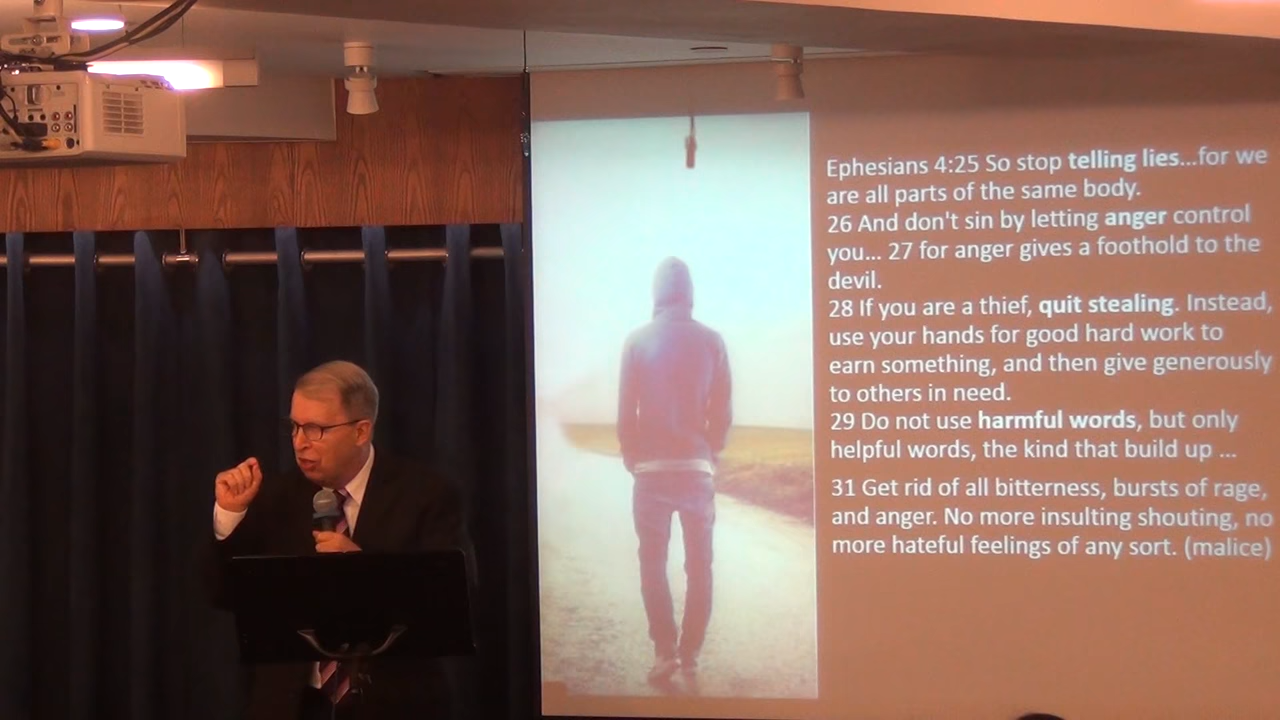 Ephesians 4:25 So stop telling lies...for we
are all parts of the same body.
26 And don't sin by letting anger control
you... 27 for anger gives a foothold to the
devil.
28 If you are a thief, quit stealing. Instead,
use your hands for good hard work to
earn something, and then give generously
to others in need.
29 Do not use harmful words, but only
helpful words, the kind that build up ...
31 Get rid of all bitterness, bursts of rage,
and anger. No more insulting shouting, no
more hateful feelings of any sort. (malice)